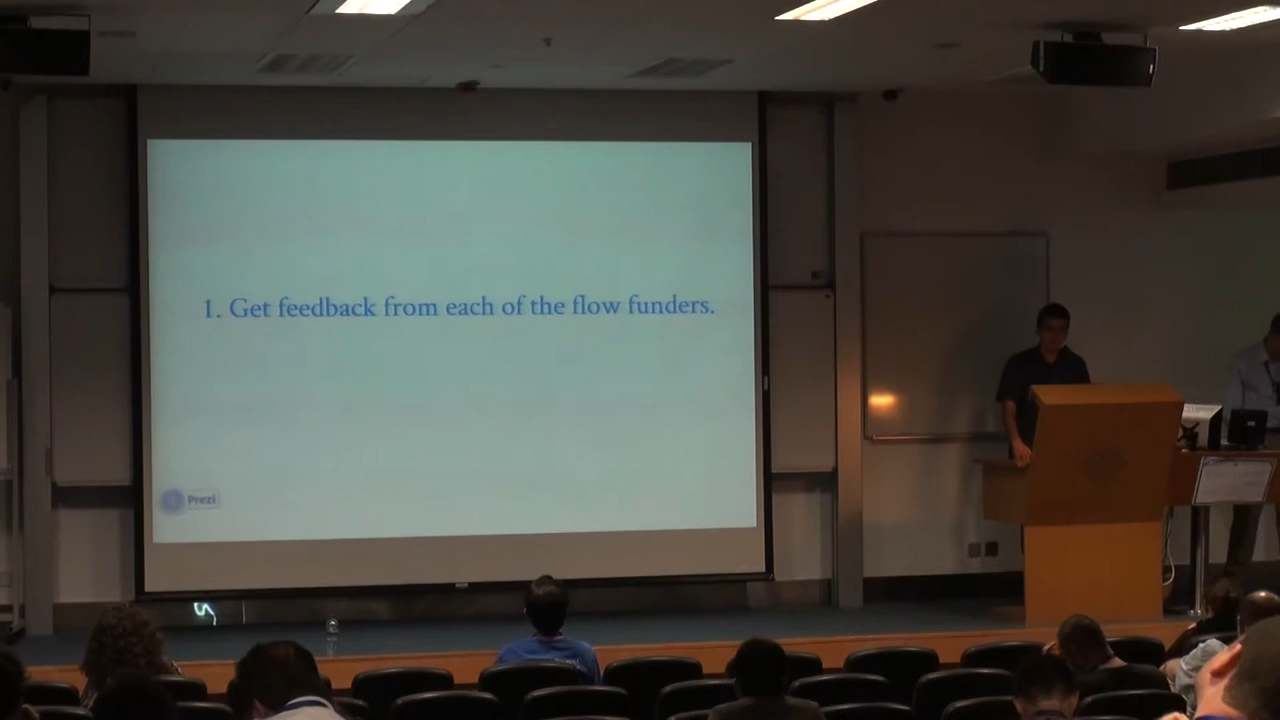 1. Get feedback from each of the flow funders.
Prezi